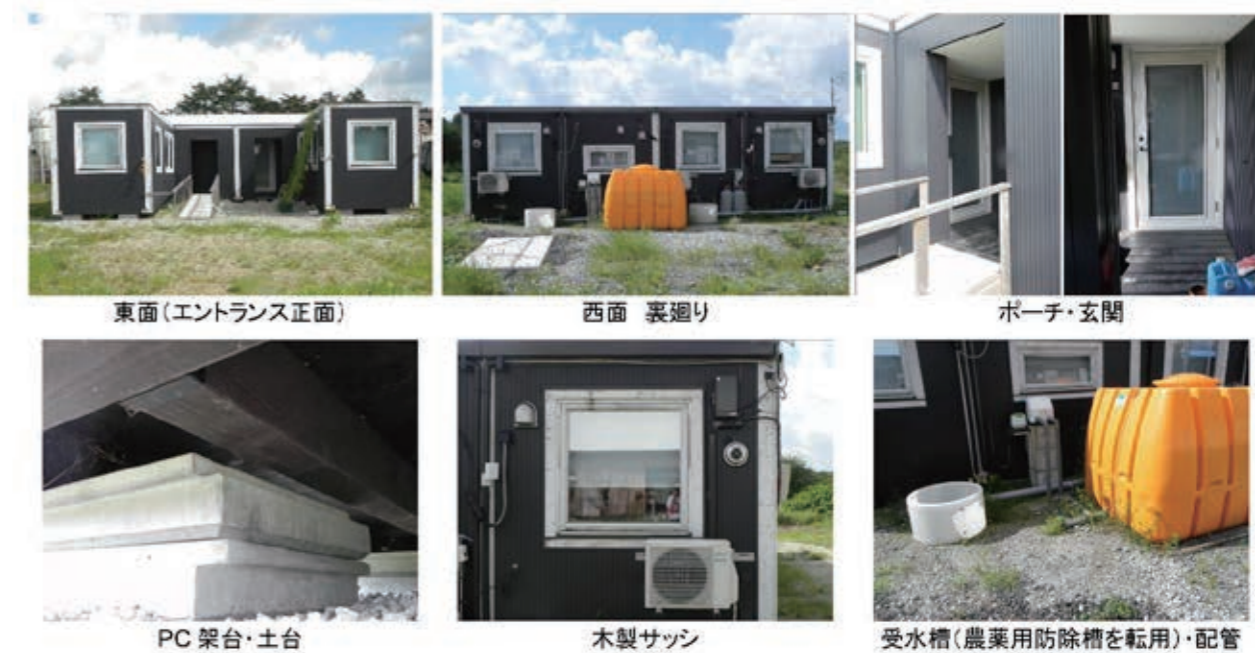 東面(エントランス正面)
西面　裏廻り
ポーチ・玄関
PC 架台・土台
木製サッシ
受水槽(農薬用防除槽を転用)・配管